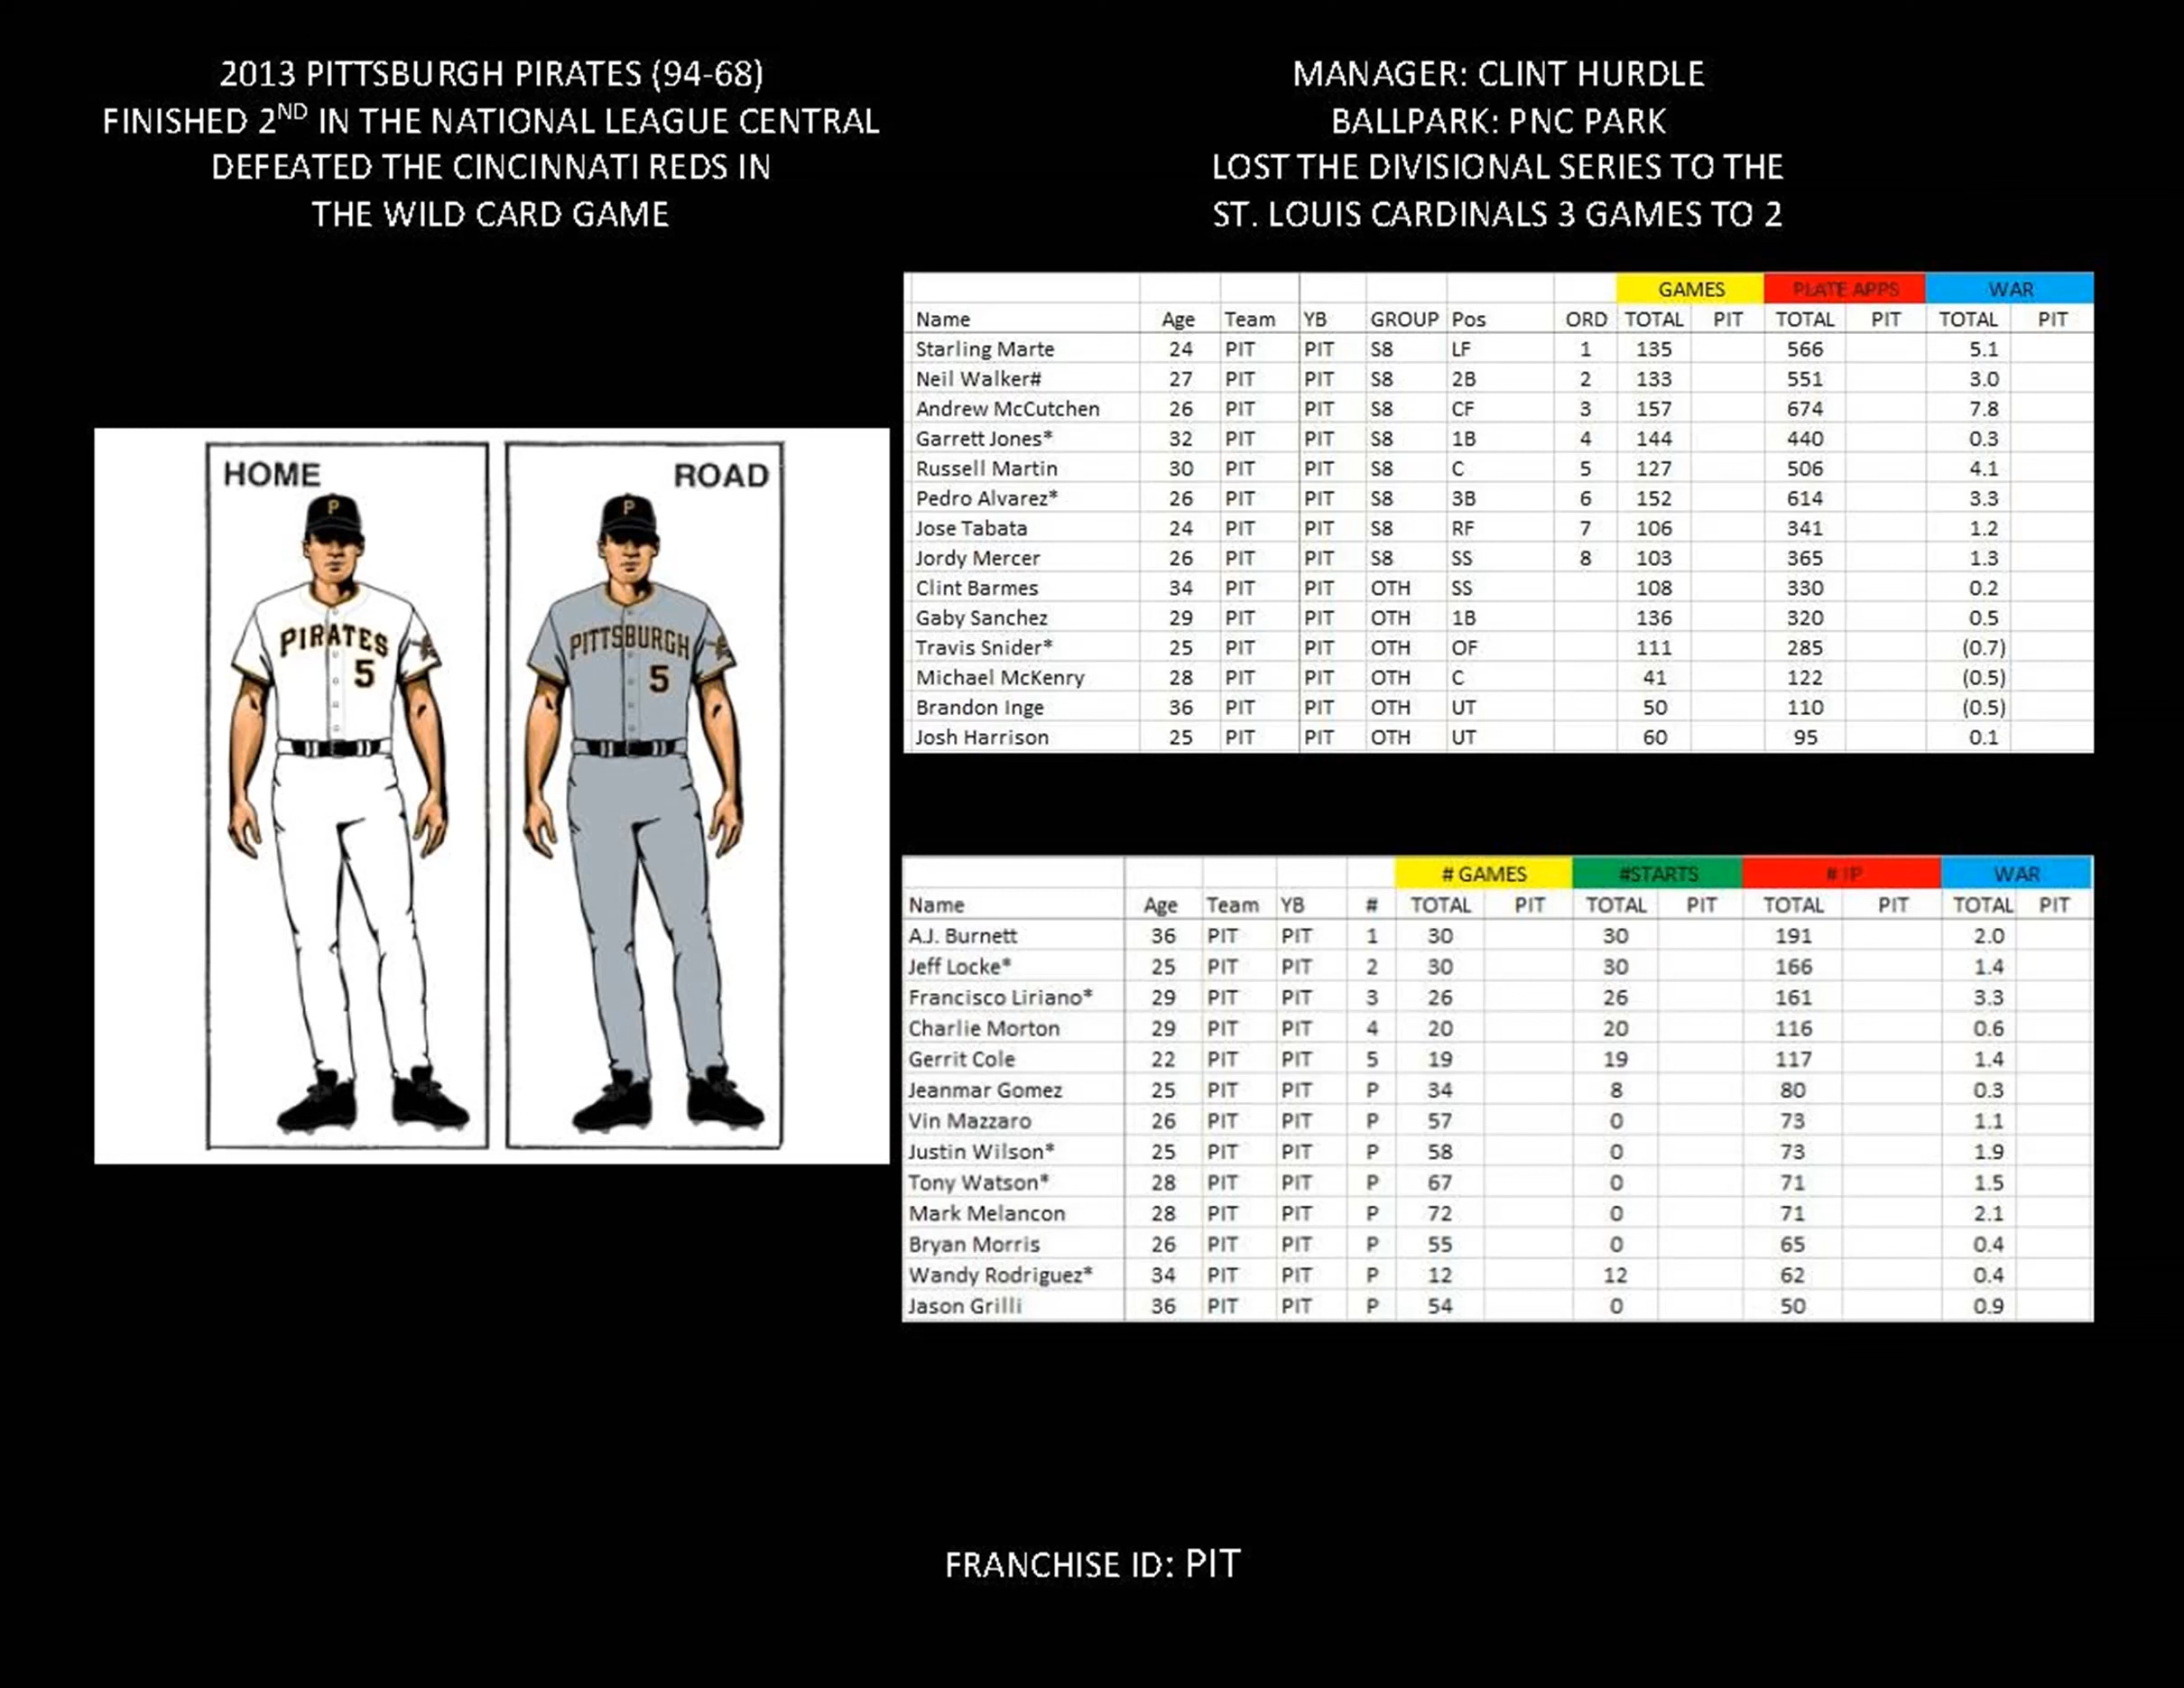 2013 PITTSBURGH PIRATES (94-68)
FINISHED 2ND IN THE NATIONAL LEAGUE CENTRAL
DEFEATED THE CINCINNATI REDS IN
THE WILD CARD GAME
MANAGER: CLINT HURDLE
BALLPARK: PNC PARK
LOST THE DIVISIONAL SERIES TO THE
ST. LOUIS CARDINALS 3 GAMES TO 2
HOME
P
PIRATES
5
ROAD
P
PITTSBURGH
5
GAMES PLATE APPS WAR
Name Age Team YB GROUP Pos ORD TOTAL PIT TOTAL PIT TOTAL PIT
Starling Marte 24 PIT PIT S8 LF 1 135 566 5.1
Neil Walker# 27 PIT PIT S8 2B 2 133 551 3.0
Andrew McCutchen 26 PIT PIT S8 CF 3 157 674 7.8
Garrett Jones* 32 PIT PIT S8 1B 4 144 440 0.3
Russell Martin 30 PIT PIT S8 C 5 127 506 4.1
Pedro Alvarez* 26 PIT PIT S8 3B 6 152 614 3.3
Jose Tabata 24 PIT PIT S8 RF 7 106 341 1.2
Jordy Mercer 26 PIT PIT S8 SS 8 103 365 1.3
Clint Barmes 34 PIT PIT OTH SS 108 330 0.2
Gaby Sanchez 29 PIT PIT OTH 1B 136 320 0.5
Travis Snider* 25 PIT PIT OTH OF 111 285 (0.7)
Michael McKenry 28 PIT PIT OTH C 41 122 (0.5)
Brandon Inge 36 PIT PIT OTH UT 50 110 (0.5)
Josh Harrison 25 PIT PIT OTH UT 60 95 0.1
# GAMES #STARTS # IP WAR
Name Age Team YB # TOTAL PIT TOTAL PIT TOTAL PIT TOTAL PIT
A.J. Burnett 36 PIT PIT 1 30 30 191 2.0
Jeff Locke* 25 PIT PIT 2 30 30 166 1.4
Francisco Liriano* 29 PIT PIT 3 26 26 161 3.3
Charlie Morton 29 PIT PIT 4 20 20 116 0.6
Gerrit Cole 22 PIT PIT 5 19 19 117 1.4
Jeanmar Gomez 25 PIT PIT P 34 8 80 0.3
Vin Mazzaro 26 PIT PIT P 57 0 73 1.1
Justin Wilson* 25 PIT PIT P 58 0 73 1.9
Tony Watson* 28 PIT PIT P 67 0 71 1.5
Mark Melancon 28 PIT PIT P 72 0 71 2.1
Bryan Morris 26 PIT PIT P 55 0 65 0.4
Wandy Rodriguez* 34 PIT PIT P 12 12 62 0.4
Jason Grilli 36 PIT PIT P 54 0 50 0.9
FRANCHISE ID: PIT